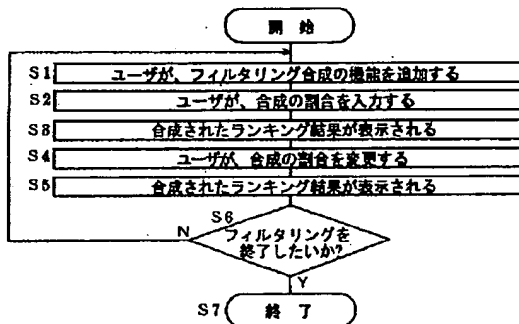 開始
S1 ユーザが、フィルタリング合成の機能を追加する
S2 ユーザが、合成の割合を入力する
S3 合成されたランキング結果が表示される
S4 ユーザが、合成の割合を変更する
S5 合成されたランキング結果が表示される
S6
N フィルタリングを
終了したいか?
Y
S7 終了